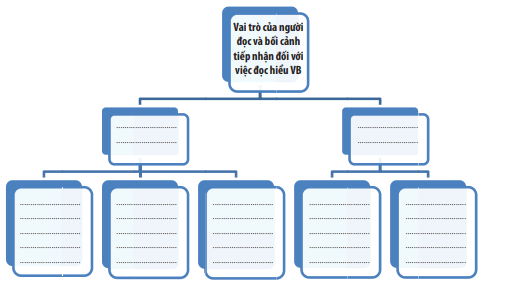 Vai trò của người
đọc và bối cảnh
tiếp nhận đối với
việc đọc hiểu VB